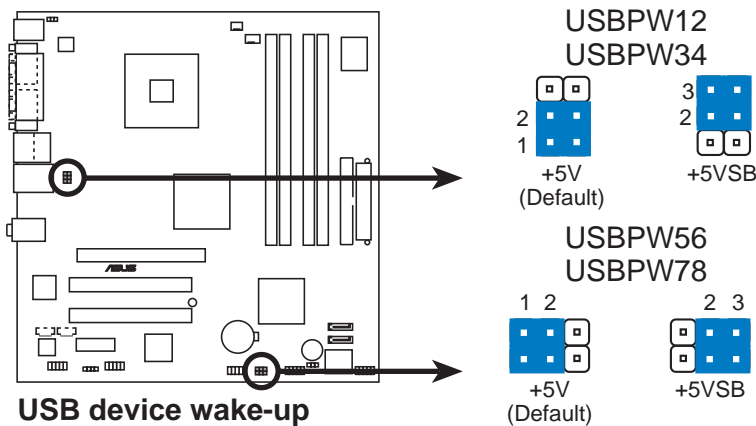 USBPW12
USBPW34
3
2
2
1
+5V
(Default)
+5VSB
USBPW56
USBPW78
1 2
2 3
+5V
(Default)
+5VSB
ASUS
USB device wake-up